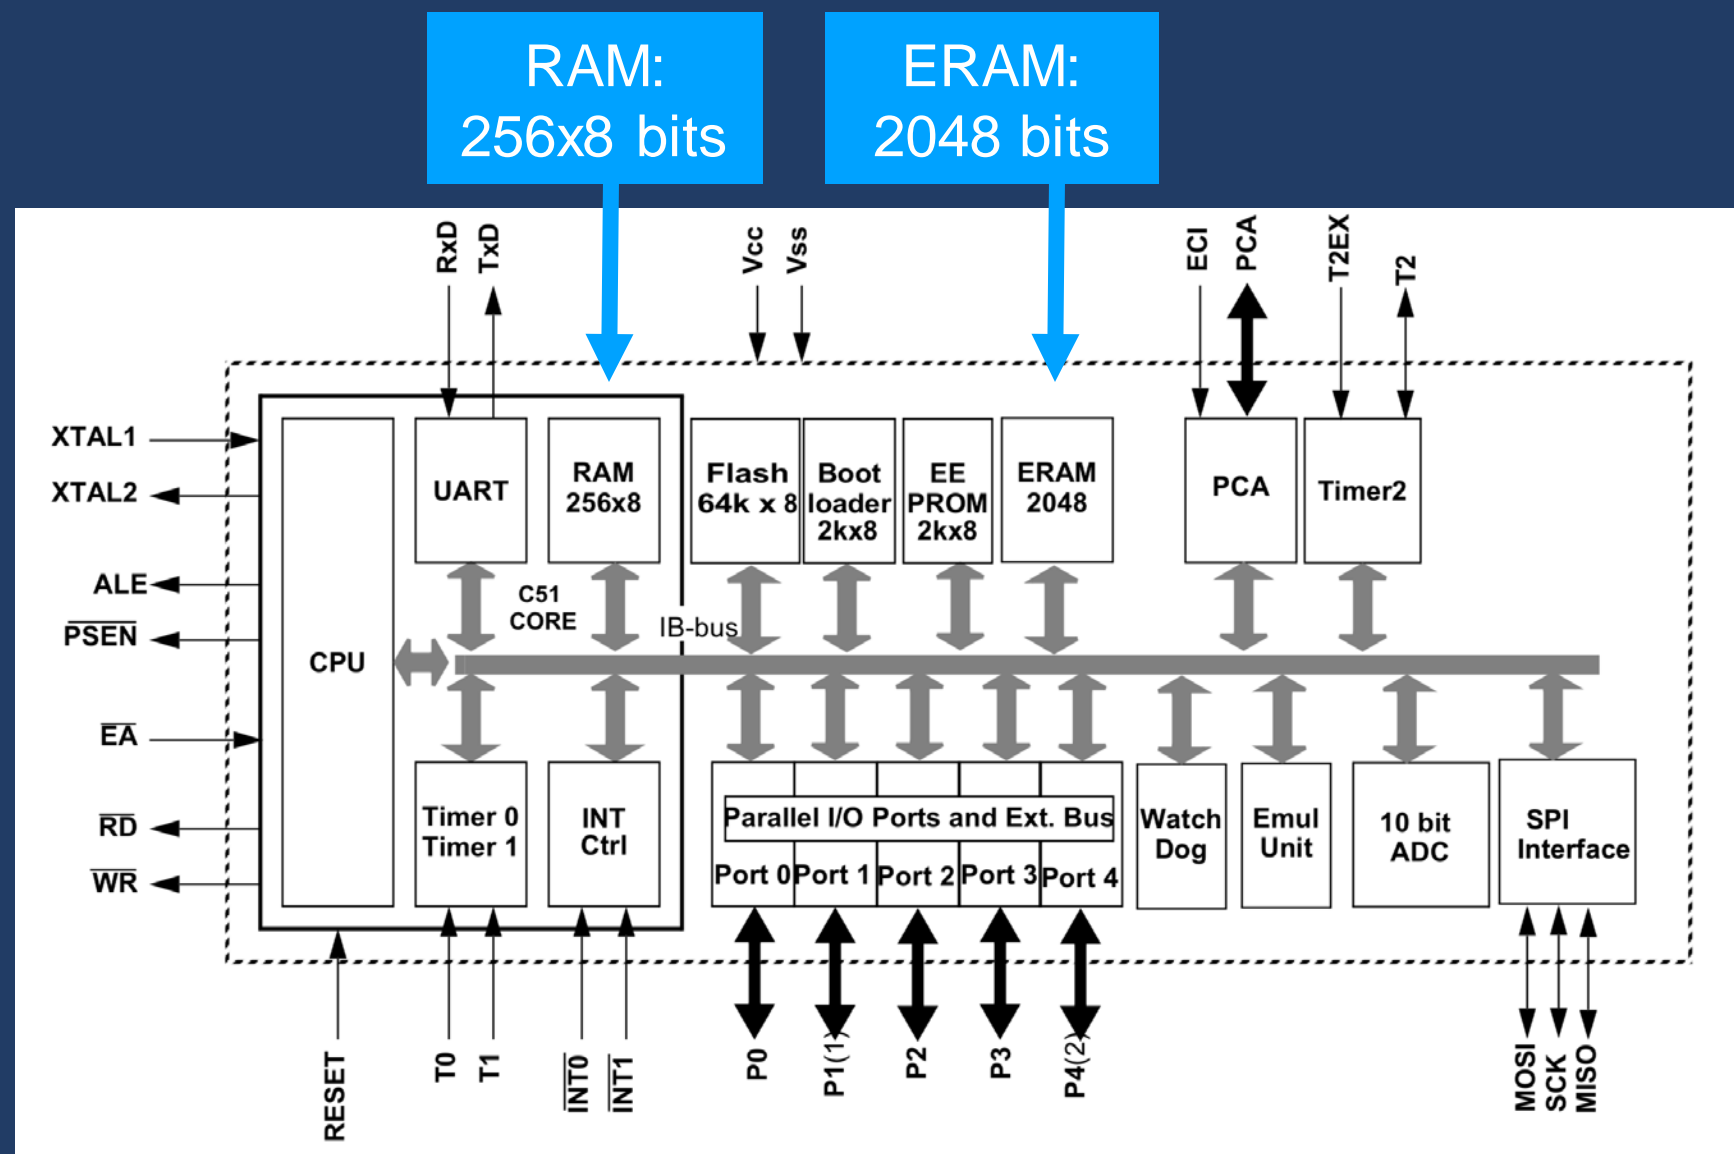 RAM:
256x8 bits
ERAM:
2048 bits
RxD
TxD
Vcc
Vss
ECI
PCA
T2EX
T2
XTAL1
XTAL2
ALE
PSEN
EA
RD
WR
CPU
UART
RAM
256x8
C51
CORE
IB-bus
Flash
64k x 8
Boot
loader
2kx8
EE
PROM
2kx8
ERAM
2048
PCA
Timer2
Timer 0
Timer 1
INT
Ctrl
Parallel I/O Ports and Ext. Bus
Port 0
Port 1
Port 2
Port 3
Port 4
Watch
Dog
Emul
Unit
10 bit
ADC
SPI
Interface
RESET
T0
T1
INT0
INT1
P0
P1(1)
P2
P3
P4(2)
MOSI
SCK
MISO